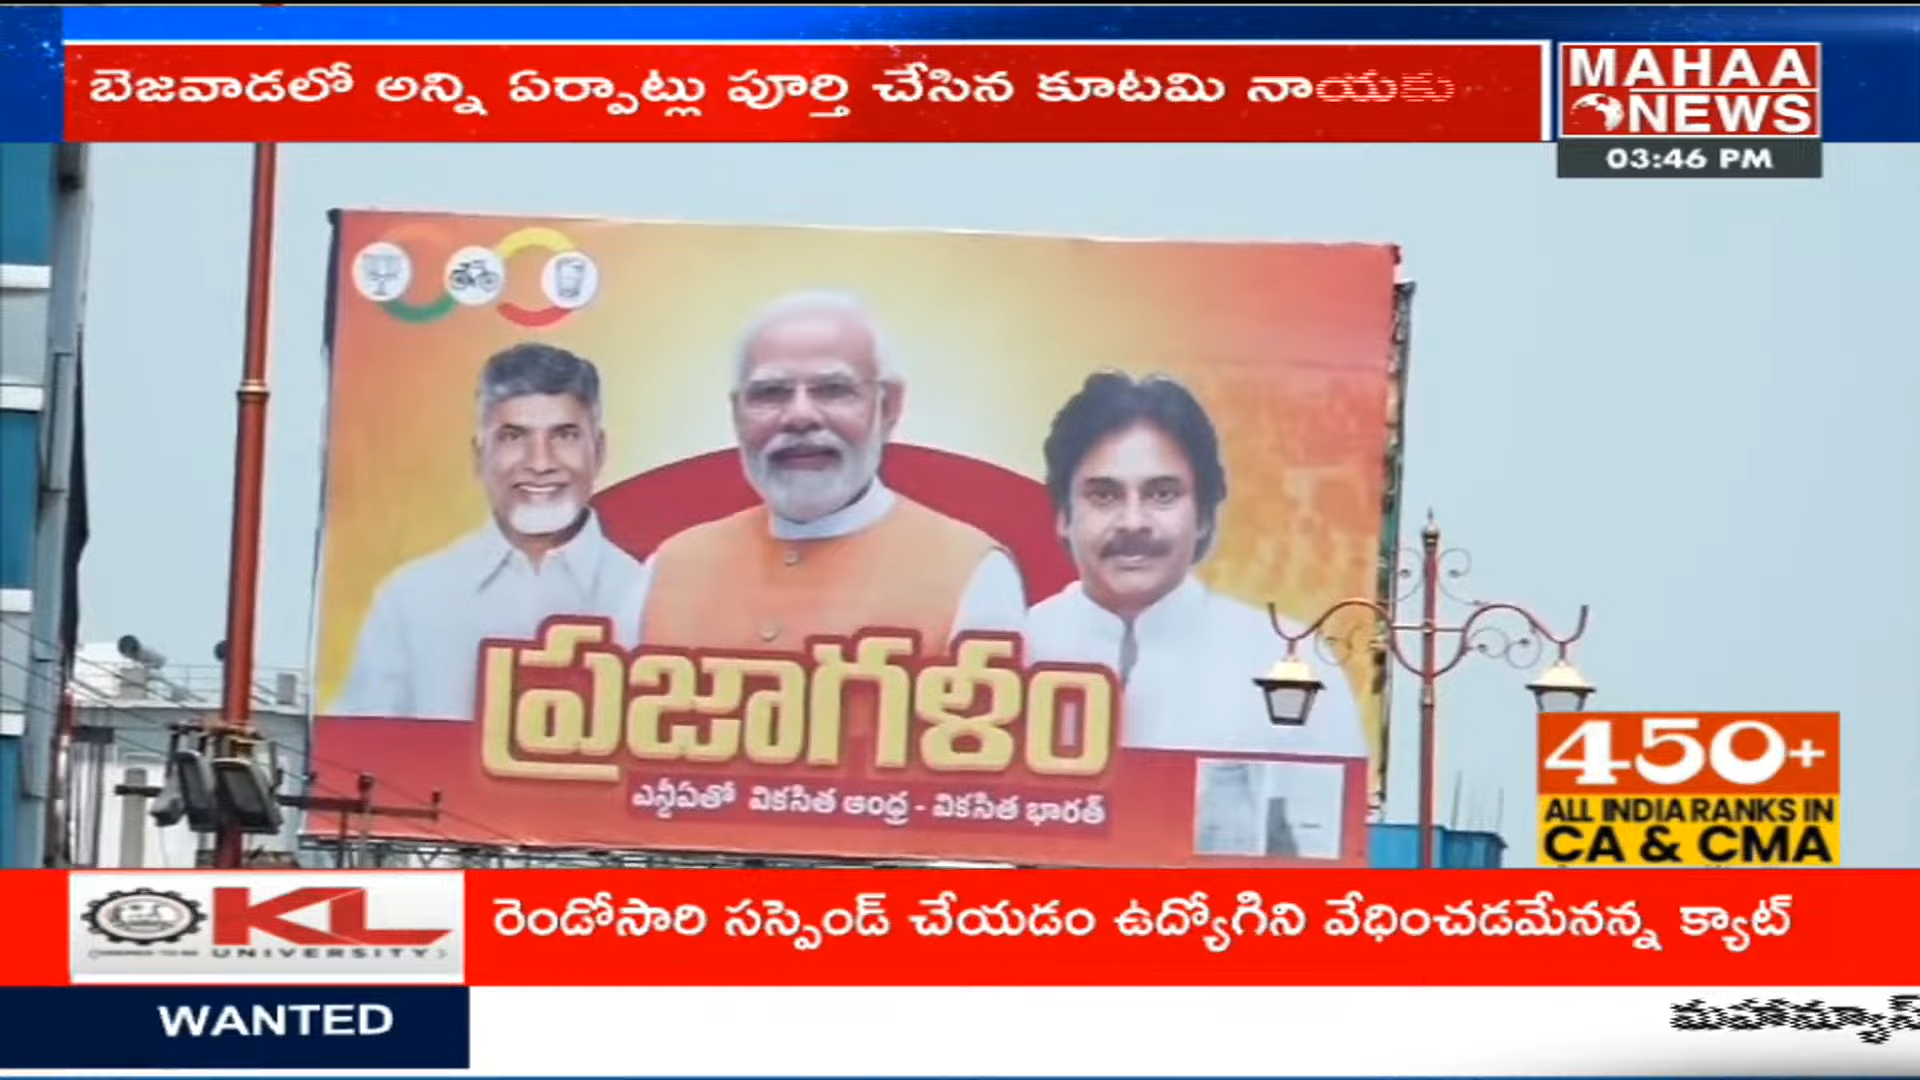 బెజవాడలో అన్ని ఏర్పాట్లు పూర్తి చేసిన కూటమి
MAHAA
NEWS
03:46 PM
ప్రజాగళం
ఎన్డీఏతో వికసిత ఆంధ్ర - వికసిత భారత్
450+
ALL INDIA RANKS IN
CA & CMA
KL
UNIVERSITY
రెండోసారి సస్పెండ్ చేయడం ఉద్యోగిని వేధించడమేనన్న క్యాట్
WANTED
మహాన్యూస్